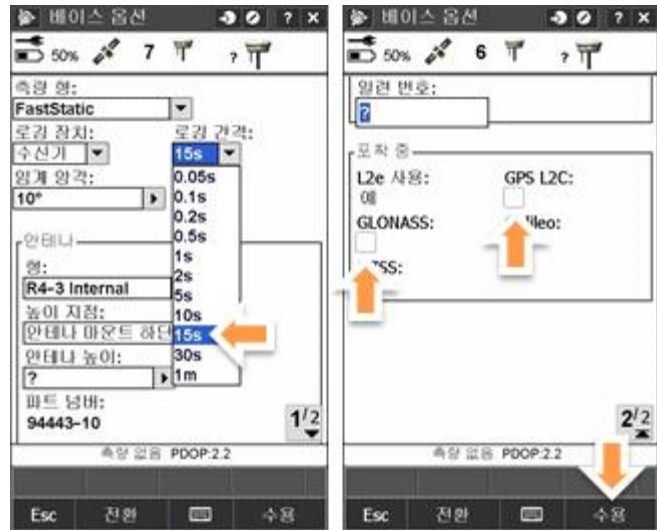 베이스 옵션
? ×
50%
7
?
측량 형:
FastStatic
로깅 장치:
로깅 간격:
수신기
15s
임계 앙각:
10°
0.05s
0.1s
0.2s
0.5s
1s
2s
5s
10s
15s
30s
1m
안테나
형:
R4-3 Internal
높이 지점:
안테나 마운트 하단
안테나 높이:
?
파트 넘버:
94443-10
1/2
측량 없음 PDOP:2.2
Esc 전환 수용
베이스 옵션
? ×
50%
6
?
일련 번호:
?
포착 중
L2e 사용:
GPS L2C:
예
GLONASS:
2/2
측량 없음 PDOP:2.2
Esc 전환 수용